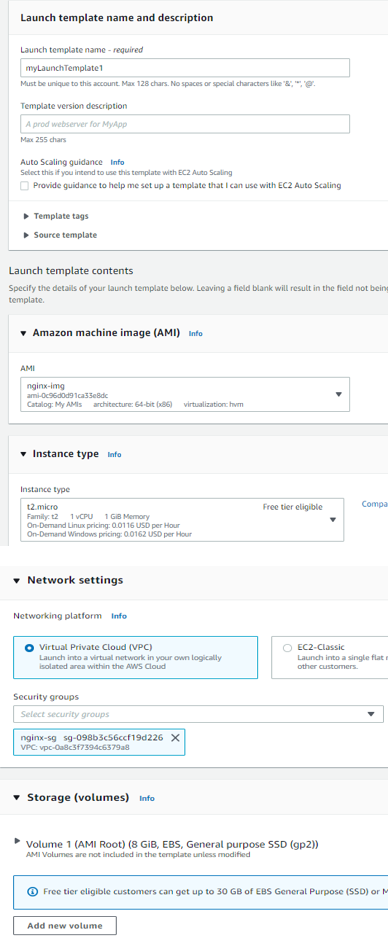 Launch template name and description
Launch template name - required
myLaunchTemplate1
Must be unique to this account. Max 128 chars. No spaces or special characters like '&', '*', '@'.
Template version description
A prod webserver for MyApp
Max 255 chars
Auto Scaling guidance Info
Select this if you intend to use this template with EC2 Auto Scaling
Provide guidance to help me set up a template that I can use with EC2 Auto Scaling
Template tags
Source template
Launch template contents
Specify the details of your launch template below. Leaving a field blank will result in the field not being
template.
Amazon machine image (AMI) Info
AMI
nginx-img
ami-0c96d0d91ca33e8dc
Catalog: My AMIs architecture: 64-bit (x86) virtualization: hvm
Instance type Info
Instance type
t2.micro Free tier eligible
Family: t2 1 vCPU 1 GiB Memory
On-Demand Linux pricing: 0.0116 USD per Hour
On-Demand Windows pricing: 0.0162 USD per Hour
Compa
Network settings
Networking platform Info
Virtual Private Cloud (VPC)
Launch into a virtual network in your own logically
isolated area within the AWS Cloud
EC2-Classic
Launch into a single flat
other customers.
Security groups
Select security groups
nginx-sg sg-098b3c56ccf19d226
VPC: vpc-0a8c3f7394c6379a8
Storage (volumes) Info
Volume 1 (AMI Root) (8 GiB, EBS, General purpose SSD (gp2))
AMI Volumes are not included in the template unless modified
Free tier eligible customers can get up to 30 GB of EBS General Purpose (SSD) or M
Add new volume